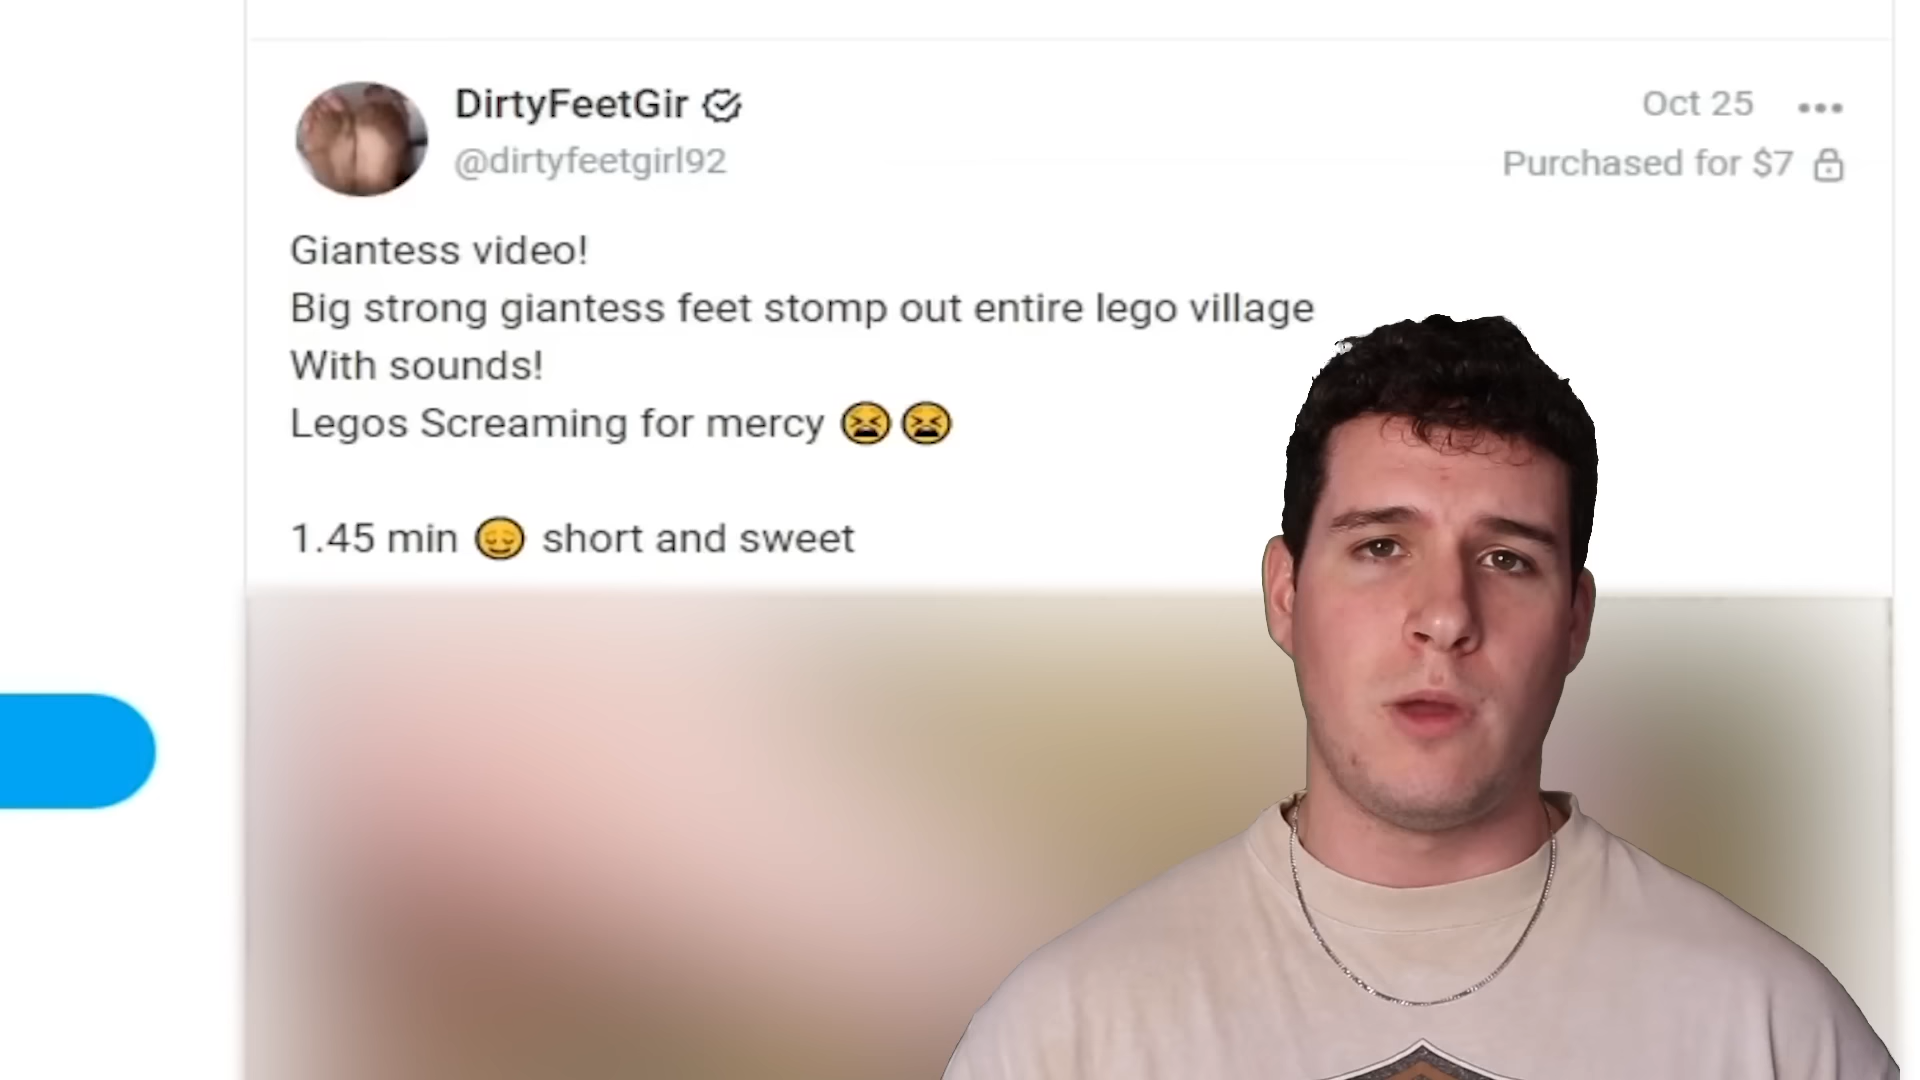 DirtyFeetGir
@dirtyfeetgirl92
Oct 25
Purchased for $7
Giantess video!
Big strong giantess feet stomp out entire lego village
With sounds!
Legos Screaming for mercy 😫😫
1.45 min 😌 short and sweet